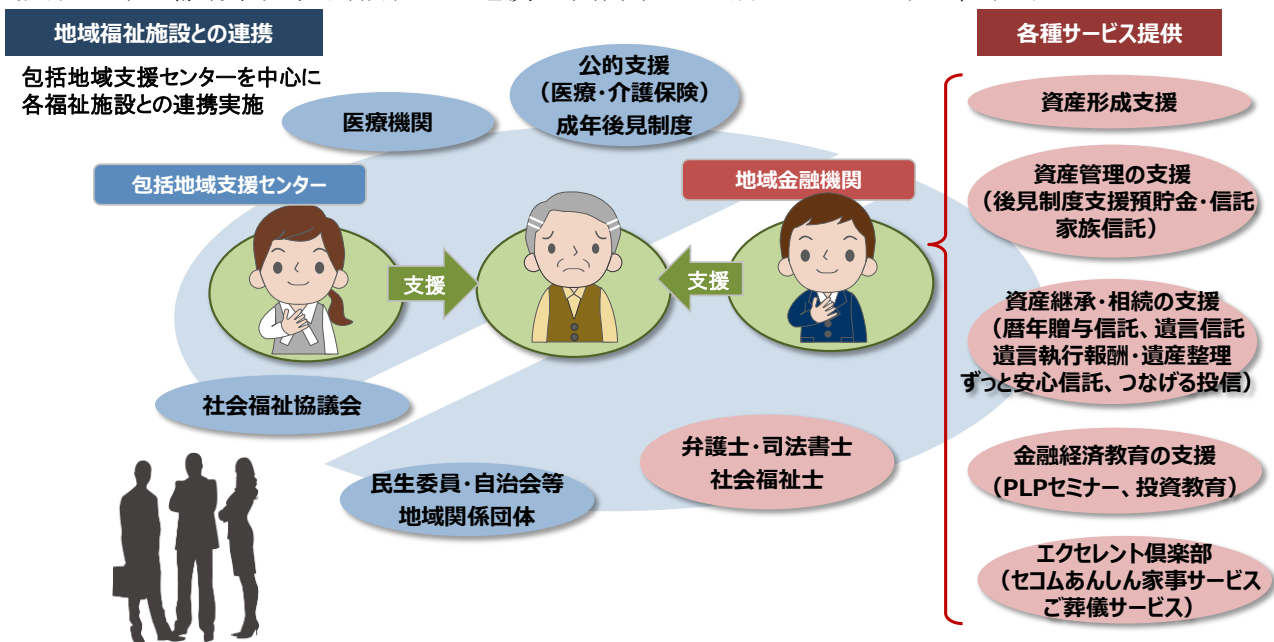 地域福祉施設との連携
包括地域支援センターを中心に
各福祉施設との連携実施
医療機関
公的支援
（医療・介護保険）
成年後見制度
包括地域支援センター
地域金融機関
支援
支援
社会福祉協議会
民生委員・自治会等
地域関係団体
弁護士・司法書士
社会福祉士
各種サービス提供
資産形成支援
資産管理の支援
（後見制度支援預貯金・信託
家族信託）
資産継承・相続の支援
（暦年贈与信託、遺言信託
遺言執行報酬・遺産整理
ずっと安心信託、つなげる投信）
金融経済教育の支援
（PLPセミナー、投資教育）
エクセレント倶楽部
（セコムあんしん家事サービス
ご葬儀サービス）